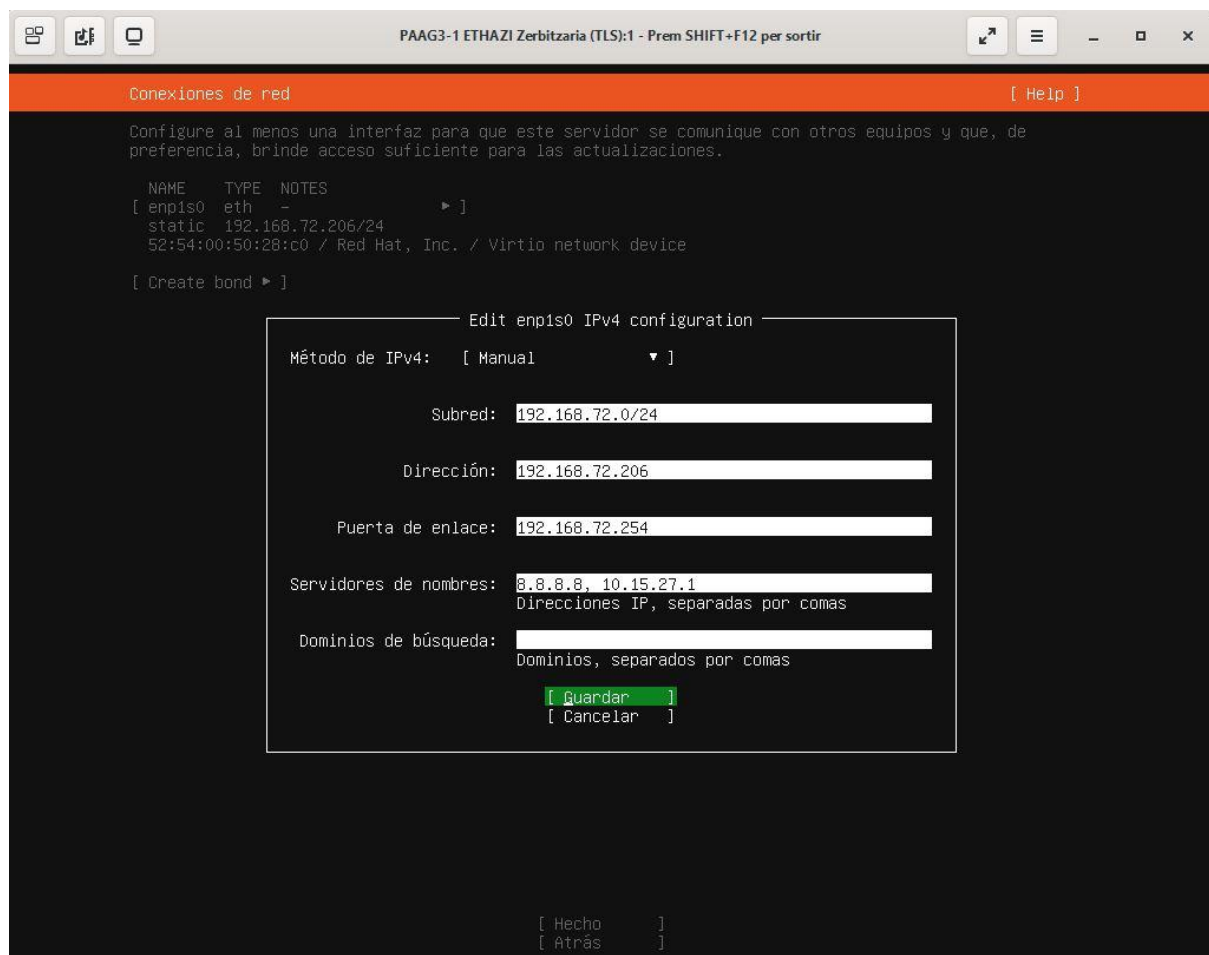 PAAG3-1 ETHAZI Zerbitzaria (TLS):1 - Prem SHIFT+F12 per sortir
Conexiones de red [ Help ]
Configure al menos una interfaz para que este servidor se comunique con otros equipos y que, de
preferencia, brinde acceso suficiente para las actualizaciones.
NAME TYPE NOTES
[ enp1s0 eth - ▸ ]
static 192.168.72.206/24
52:54:00:50:28:c0 / Red Hat, Inc. / Virtio network device
[ Create bond ▸ ]
Edit enp1s0 IPv4 configuration
Método de IPv4: [ Manual ▾ ]
Subred: 192.168.72.0/24
Dirección: 192.168.72.206
Puerta de enlace: 192.168.72.254
Servidores de nombres: 8.8.8.8, 10.15.27.1
Direcciones IP, separadas por comas
Dominios de búsqueda:
Dominios, separados por comas
[ Guardar ]
[ Cancelar ]
[ Hecho ]
[ Atrás ]